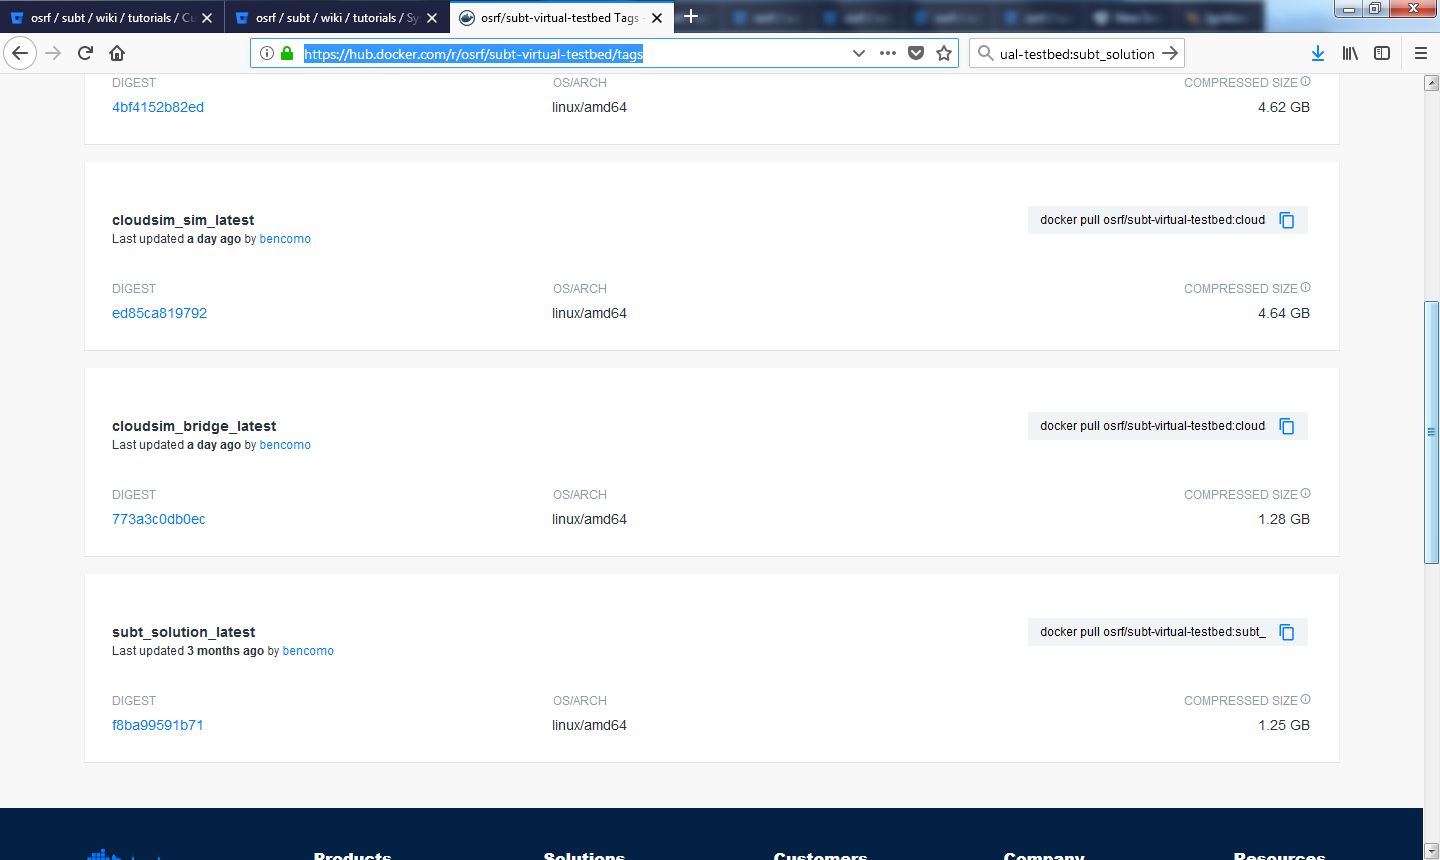 osrf / subt / wiki / tutorials / Cu
osrf / subt / wiki / tutorials / Sy
osrf/subt-virtual-testbed Tags -
https://hub.docker.com/r/osrf/subt-virtual-testbed/tags
ual-testbed:subt_solution
DIGEST
OS/ARCH
COMPRESSED SIZE
4bf4152b82ed
linux/amd64
4.62 GB
cloudsim_sim_latest
docker pull osrf/subt-virtual-testbed:cloud
Last updated a day ago by bencomo
DIGEST
OS/ARCH
COMPRESSED SIZE
ed85ca819792
linux/amd64
4.64 GB
cloudsim_bridge_latest
docker pull osrf/subt-virtual-testbed:cloud
Last updated a day ago by bencomo
DIGEST
OS/ARCH
COMPRESSED SIZE
773a3c0db0ec
linux/amd64
1.28 GB
subt_solution_latest
docker pull osrf/subt-virtual-testbed:subt_
Last updated 3 months ago by bencomo
DIGEST
OS/ARCH
COMPRESSED SIZE
f8ba99591b71
linux/amd64
1.25 GB
Products
Solutions
Customers
Company
Resources